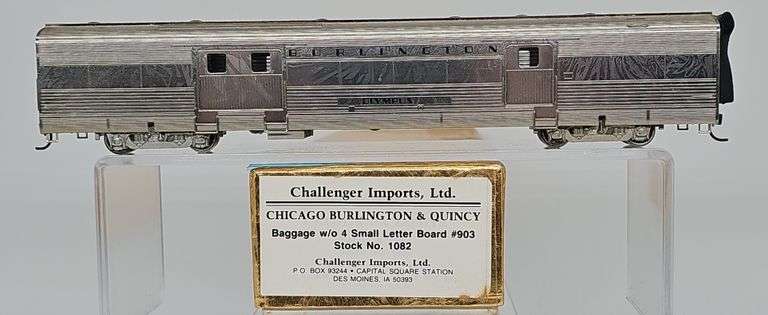 BURLINGTON
OLYMPUS
Challenger Imports, Ltd.
CHICAGO BURLINGTON & QUINCY
Baggage w/o 4 Small Letter Board #903
Stock No. 1082
Challenger Imports, Ltd.
P.O. BOX 93244 • CAPITAL SQUARE STATION
DES MOINES, IA 50393